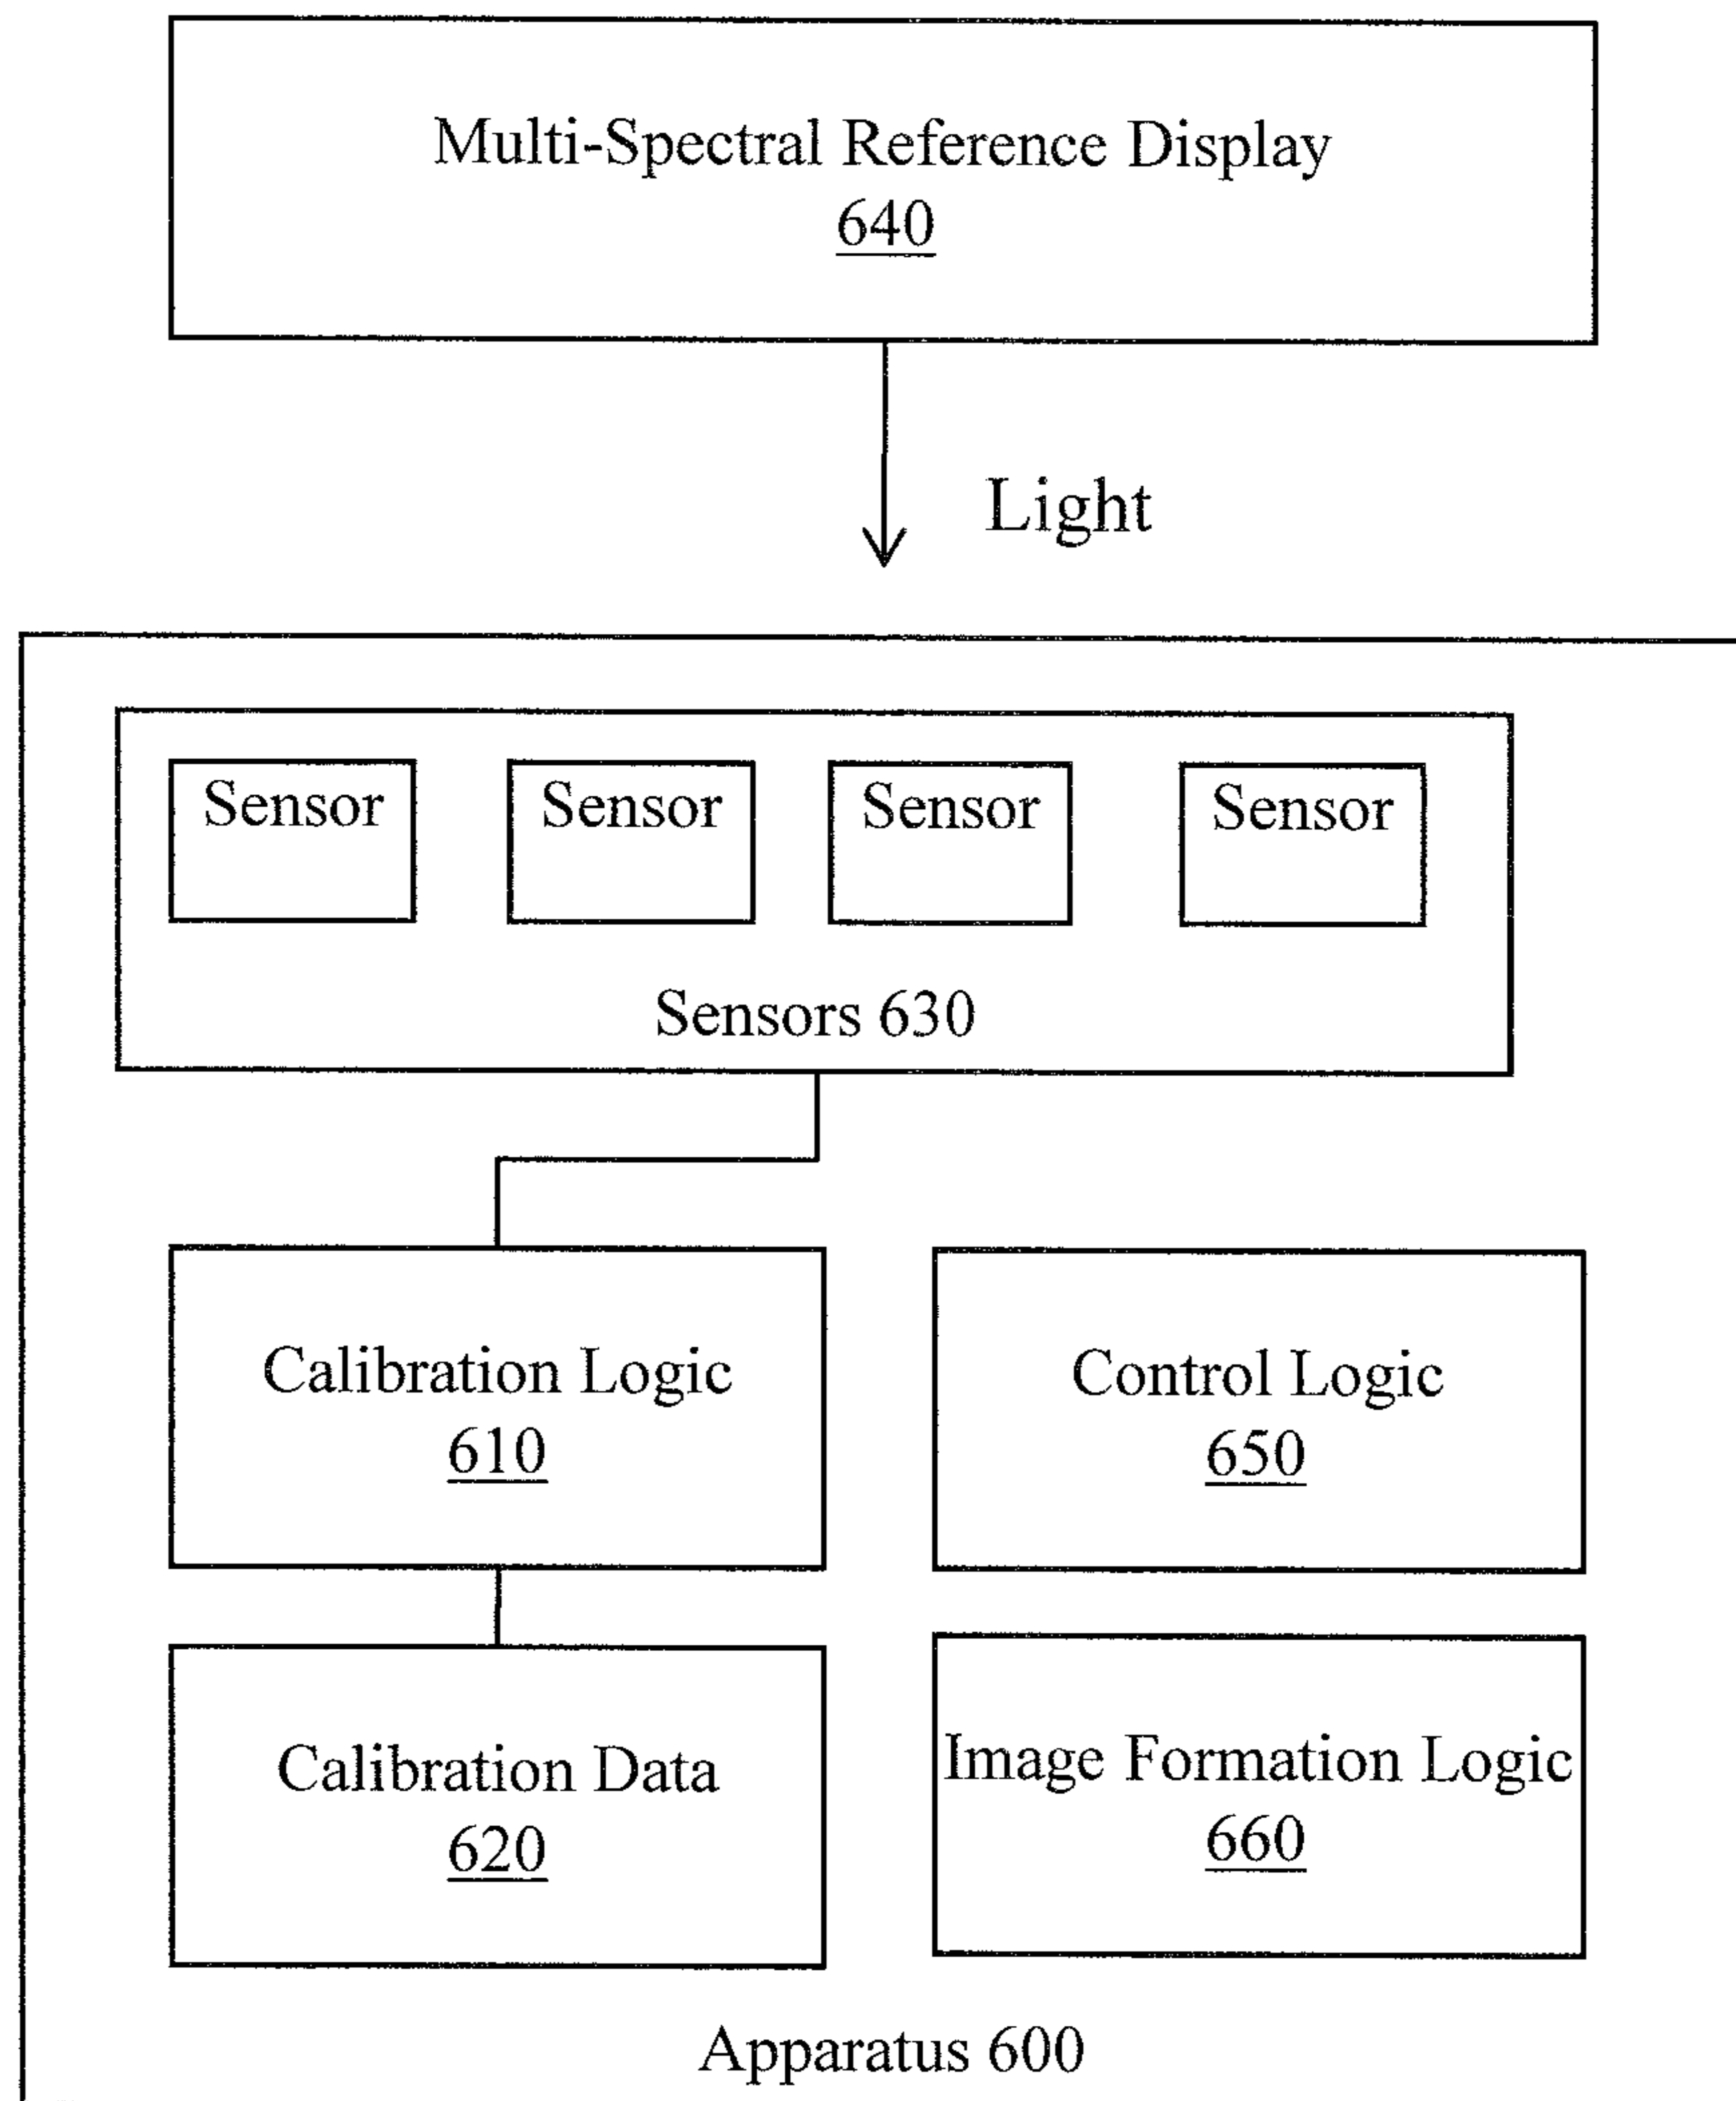 Multi-Spectral Reference Display
640
Light
Sensor Sensor Sensor Sensor
Sensors 630
Calibration Logic
610
Control Logic
650
Calibration Data
620
Image Formation Logic
660
Apparatus 600